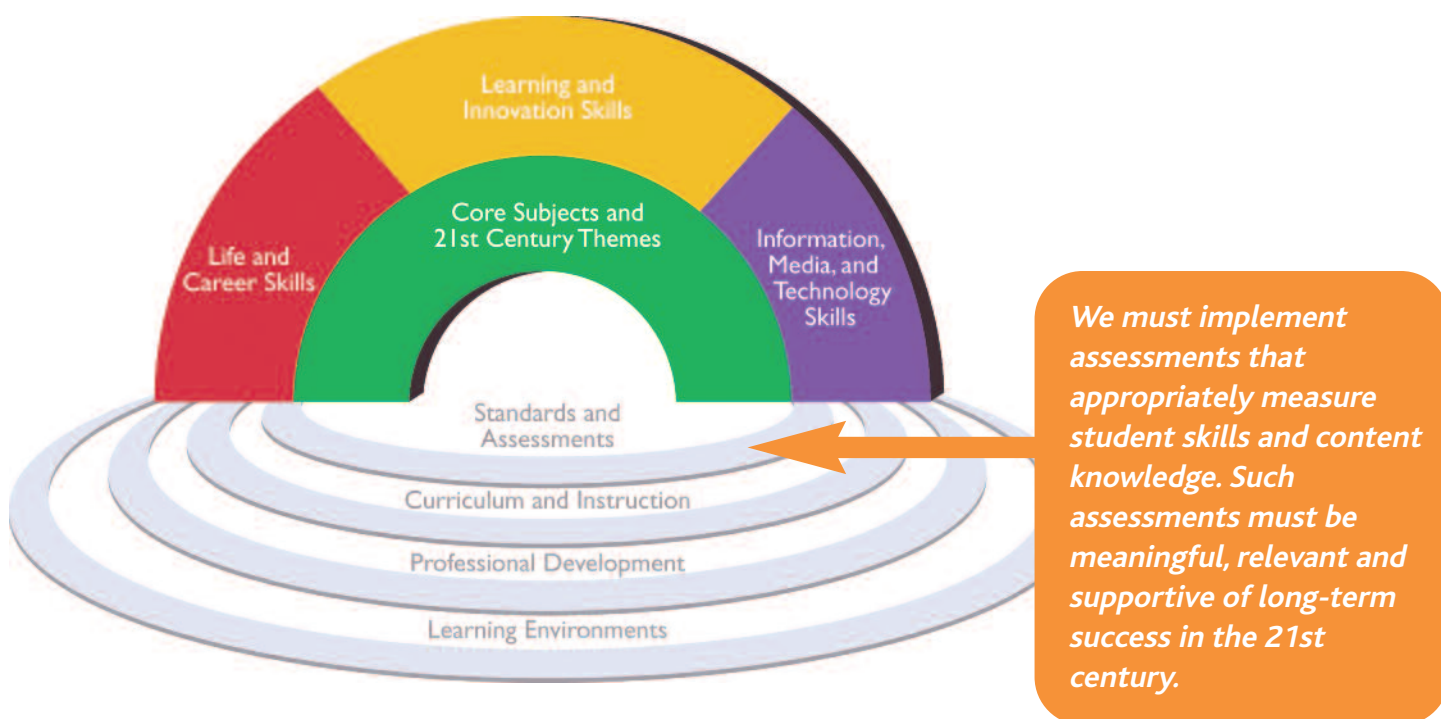 Learning and
Innovation Skills
Core Subjects and
21st Century Themes
Life and
Career Skills
Information,
Media, and
Technology
Skills
Standards and
Assessments
Curriculum and Instruction
Professional Development
Learning Environments
We must implement
assessments that
appropriately measure
student skills and content
knowledge. Such
assessments must be
meaningful, relevant and
supportive of long-term
success in the 21st
century.